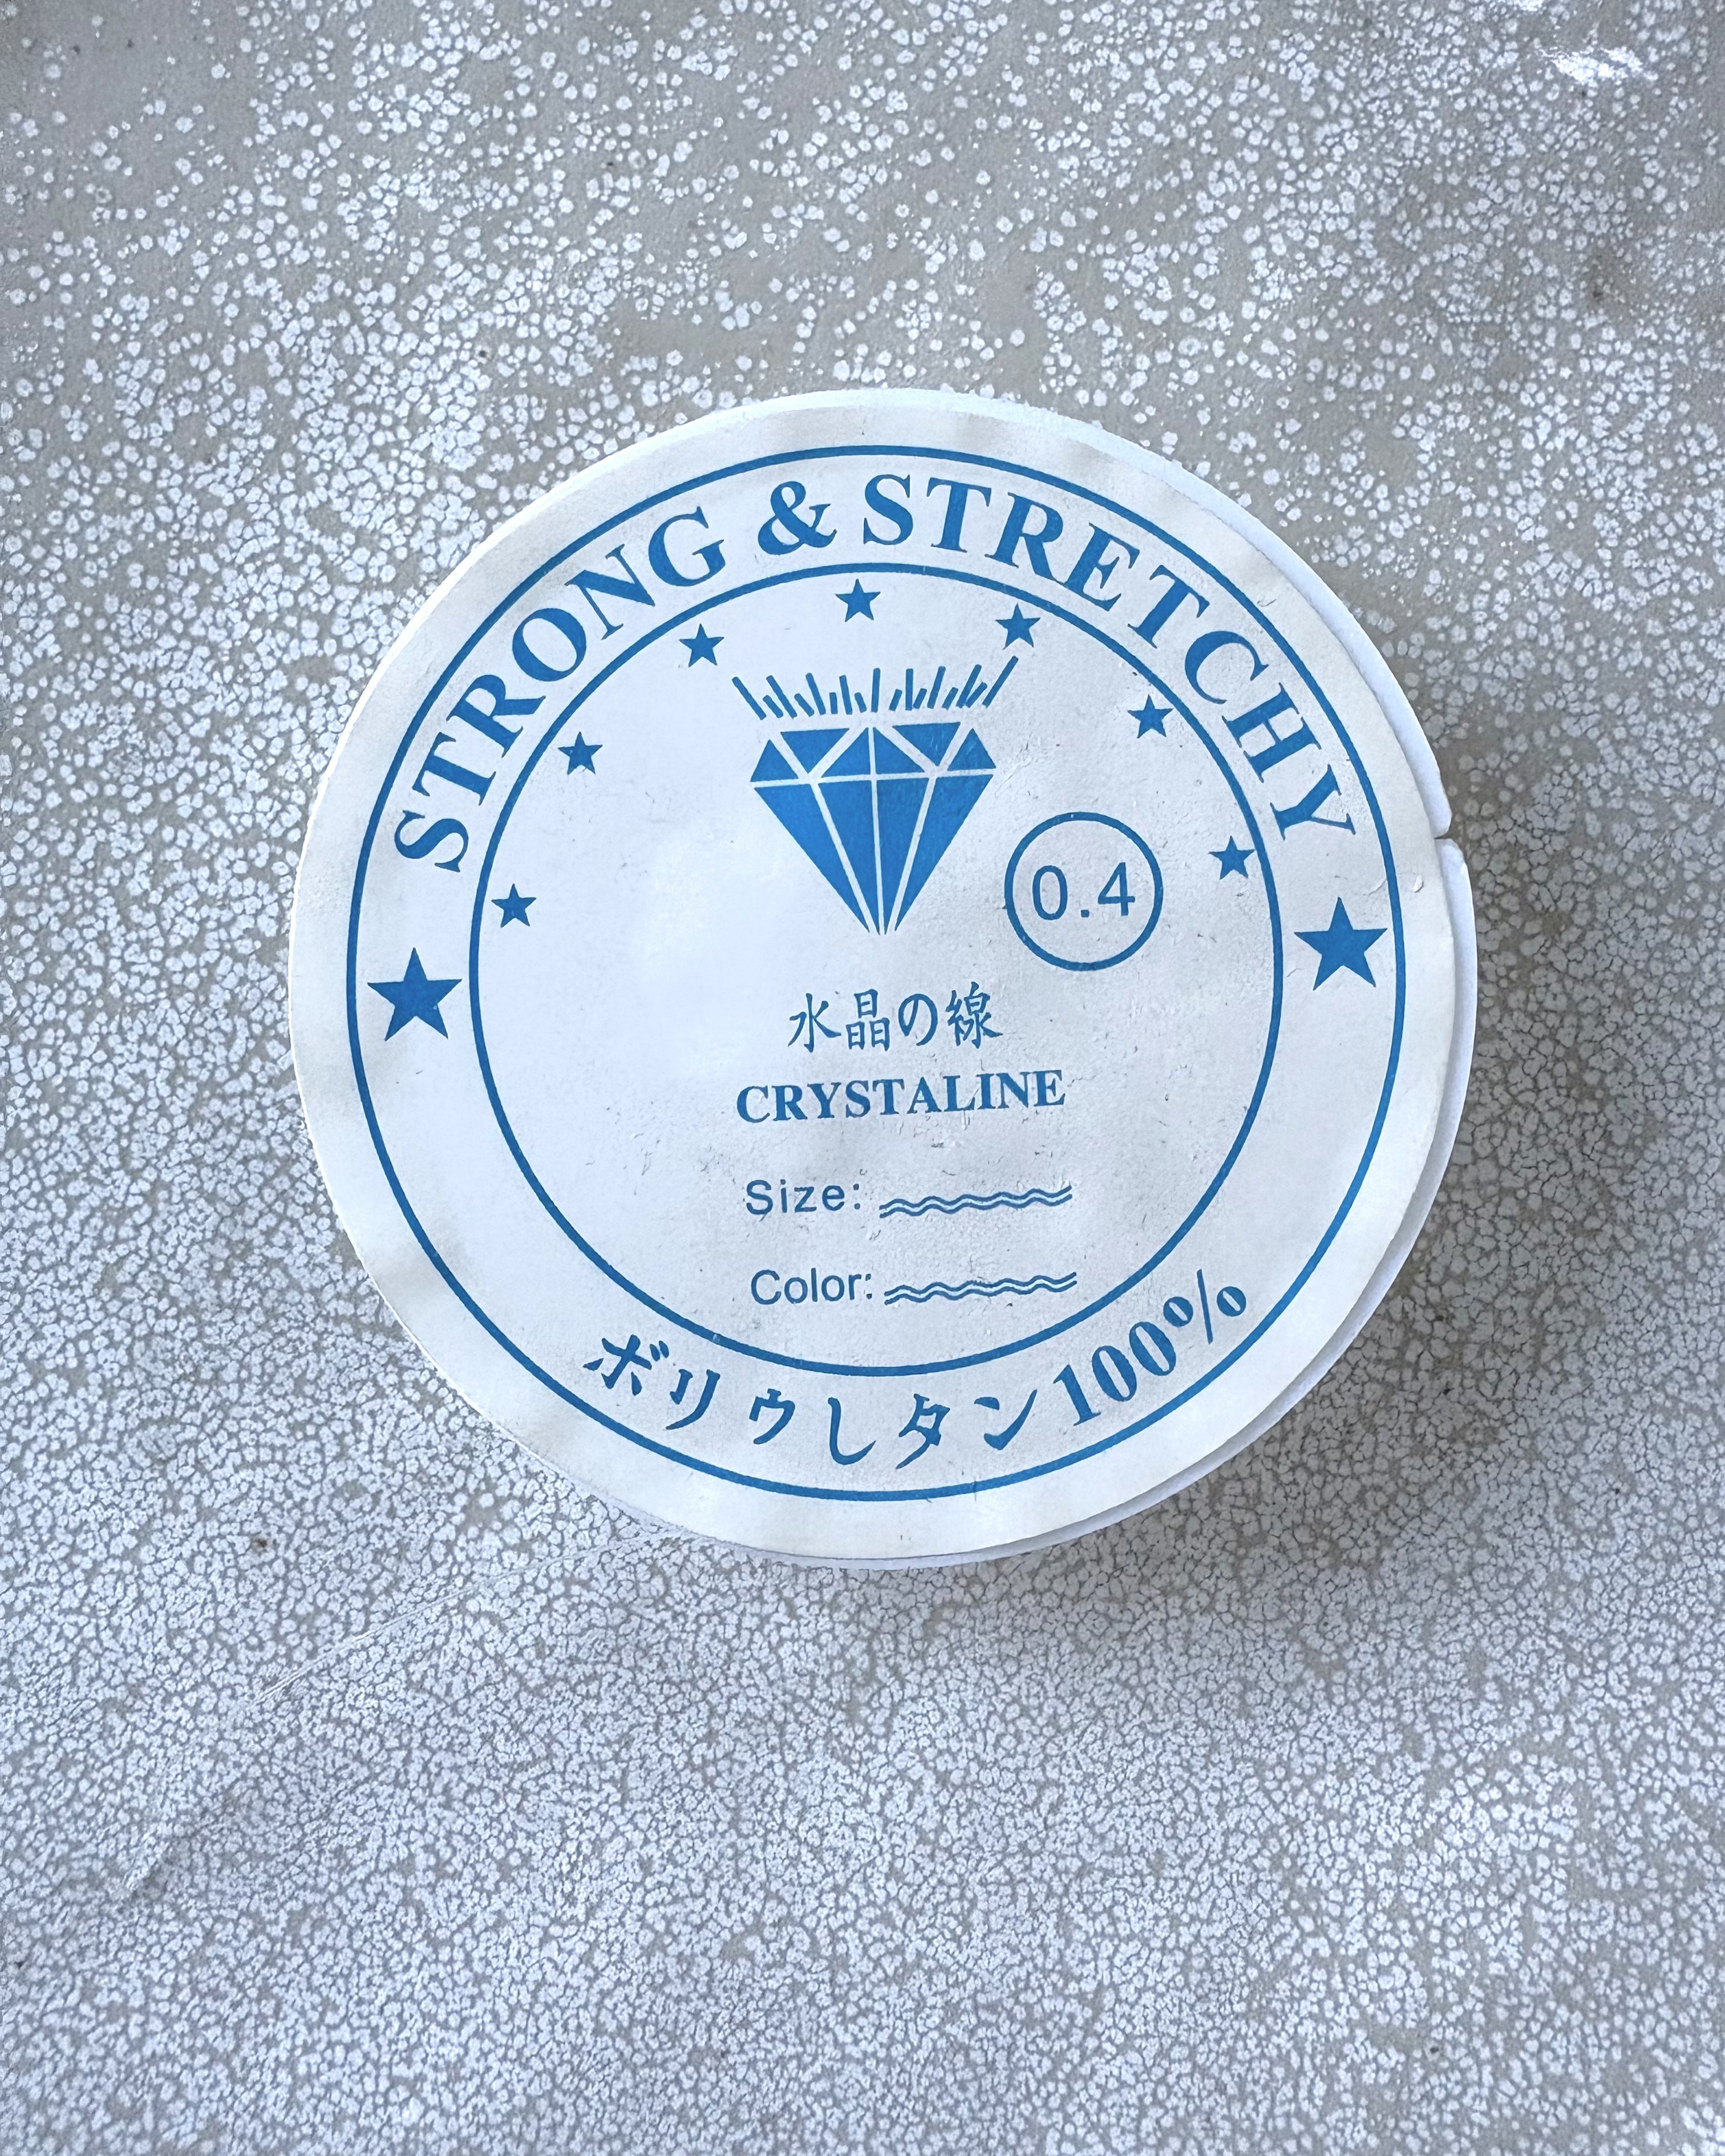 STRONG & STRETCHY
0.4
水晶の線
CRYSTALINE
Size:
Color:
ボリウしタン100%